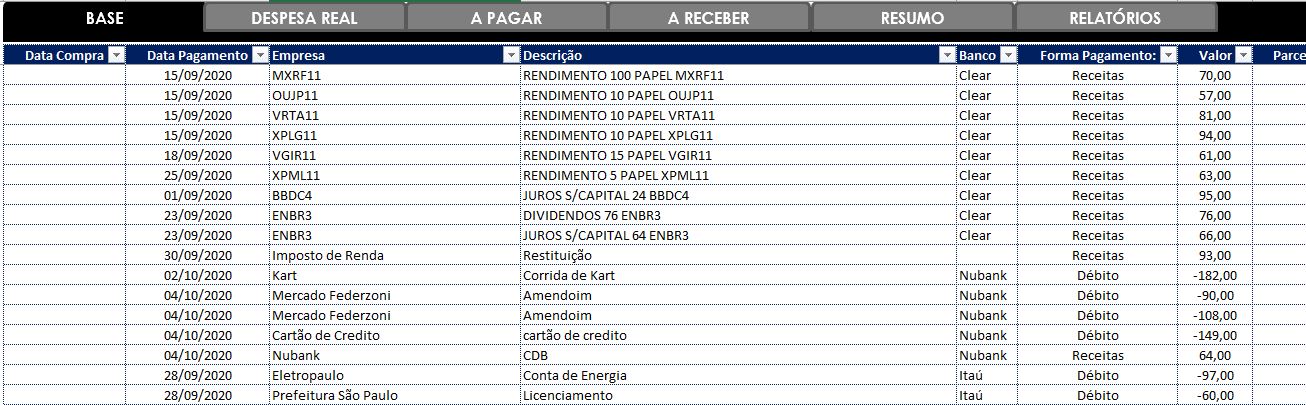 BASE DESPESA REAL A PAGAR A RECEBER RESUMO RELATÓRIOS
Data Compra Data Pagamento Empresa Descrição Banco Forma Pagamento: Valor Parce
15/09/2020 MXRF11 RENDIMENTO 100 PAPEL MXRF11 Clear Receitas 70,00
15/09/2020 OUJP11 RENDIMENTO 10 PAPEL OUJP11 Clear Receitas 57,00
15/09/2020 VRTA11 RENDIMENTO 10 PAPEL VRTA11 Clear Receitas 81,00
15/09/2020 XPLG11 RENDIMENTO 10 PAPEL XPLG11 Clear Receitas 94,00
18/09/2020 VGIR11 RENDIMENTO 15 PAPEL VGIR11 Clear Receitas 61,00
25/09/2020 XPML11 RENDIMENTO 5 PAPEL XPML11 Clear Receitas 63,00
01/09/2020 BBDC4 JUROS S/CAPITAL 24 BBDC4 Clear Receitas 95,00
23/09/2020 ENBR3 DIVIDENDOS 76 ENBR3 Clear Receitas 76,00
23/09/2020 ENBR3 JUROS S/CAPITAL 64 ENBR3 Clear Receitas 66,00
30/09/2020 Imposto de Renda Restituição Receitas 93,00
02/10/2020 Kart Corrida de Kart Nubank Débito -182,00
04/10/2020 Mercado Federzoni Amendoim Nubank Débito -90,00
04/10/2020 Mercado Federzoni Amendoim Nubank Débito -108,00
04/10/2020 Cartão de Credito cartão de credito Nubank Débito -149,00
04/10/2020 Nubank CDB Nubank Receitas 64,00
28/09/2020 Eletropaulo Conta de Energia Itaú Débito -97,00
28/09/2020 Prefeitura São Paulo Licenciamento Itaú Débito -60,00